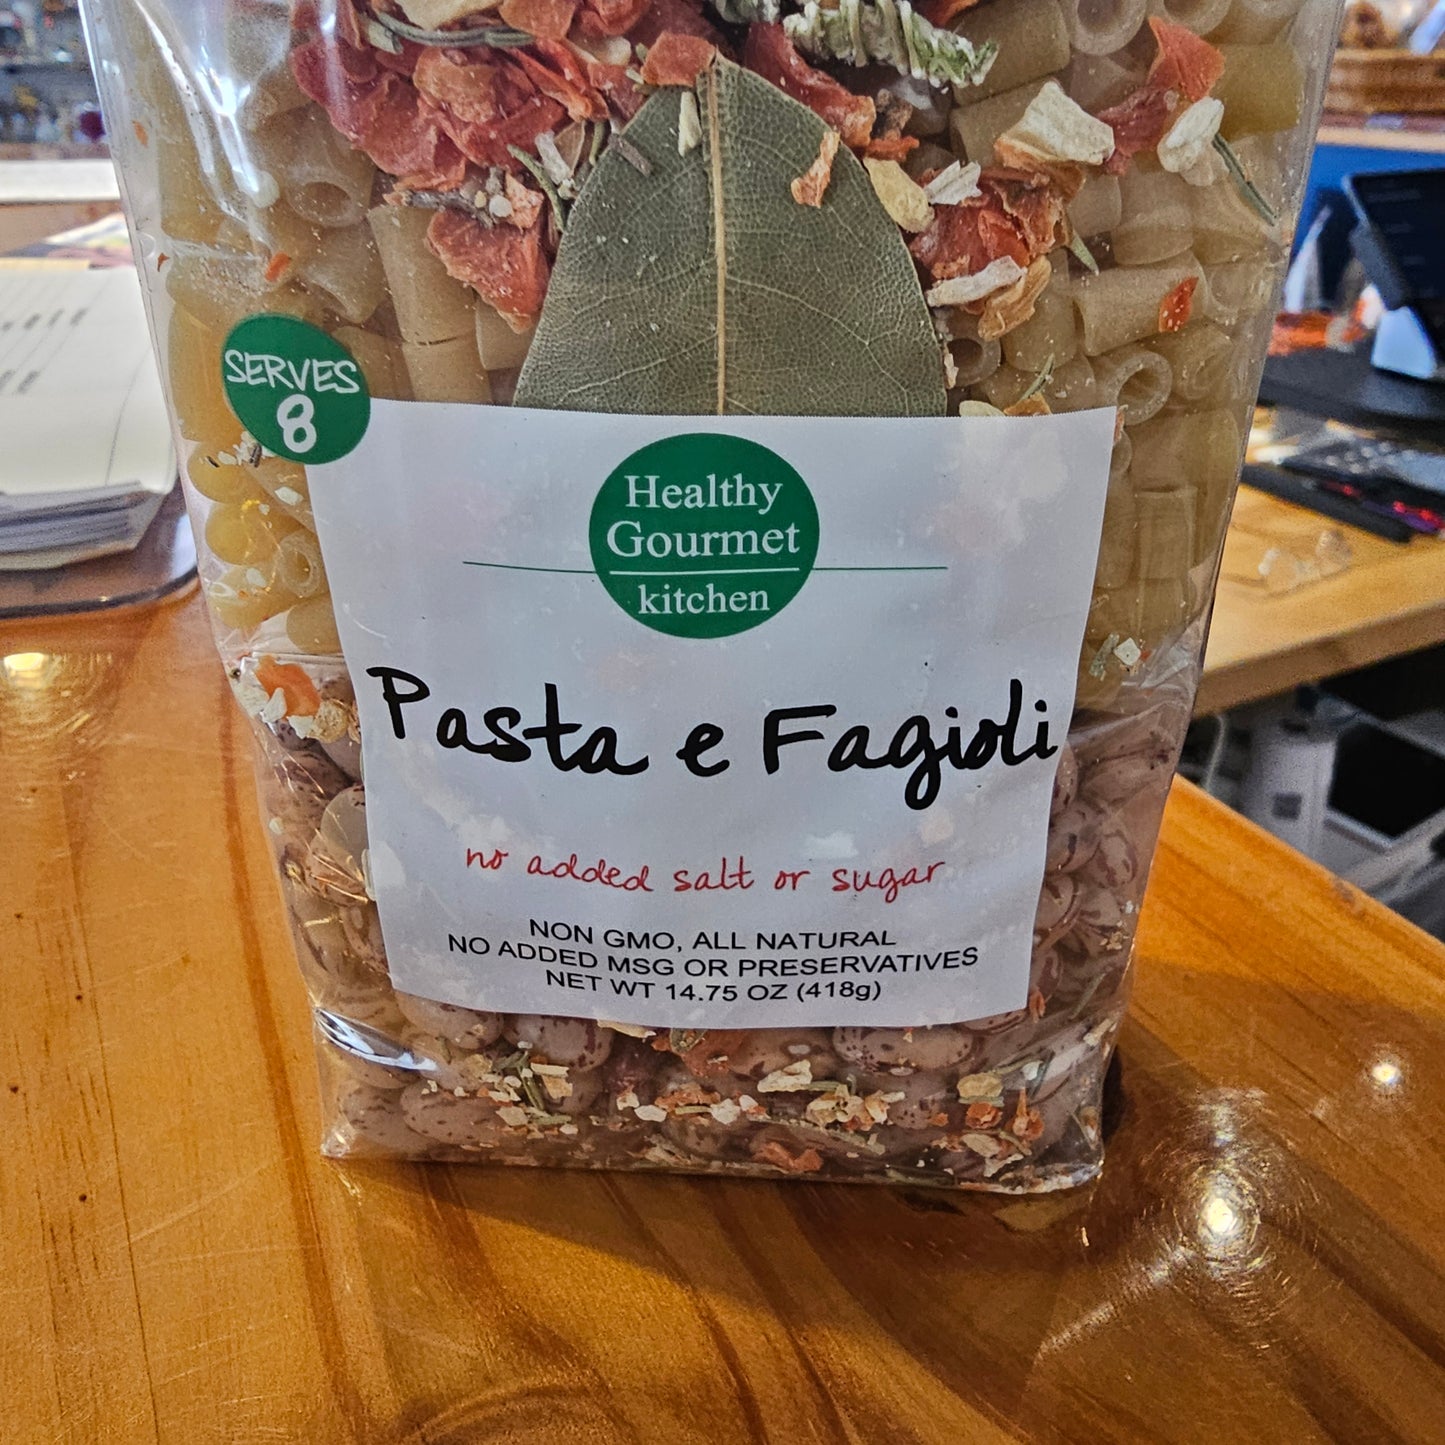 SERVES
8
Healthy
Gourmet
kitchen
Pasta e Fagioli
no added salt or sugar
NON GMO, ALL NATURAL
NO ADDED MSG OR PRESERVATIVES
NET WT 14.75 OZ (418g)